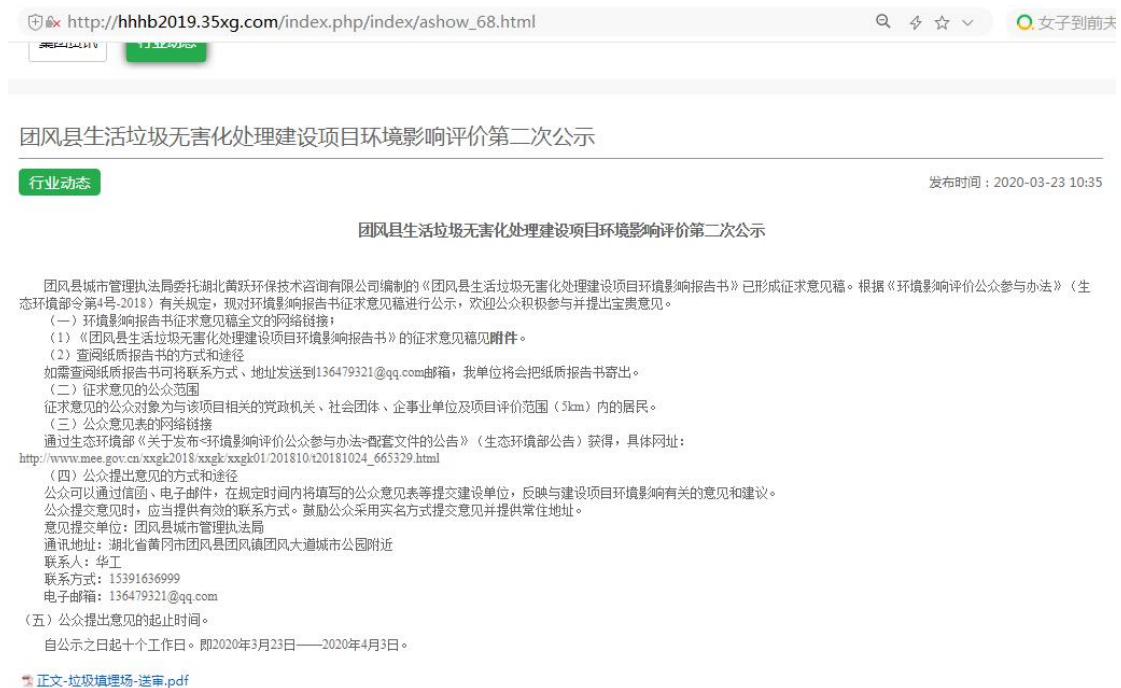 http://hhhb2019.35xg.com/index.php/index/ashow_68.html
女子到前夫
集团资讯
行业动态
团风县生活垃圾无害化处理建设项目环境影响评价第二次公示
行业动态
发布时间：2020-03-23 10:35
团风县生活垃圾无害化处理建设项目环境影响评价第二次公示
团风县城市管理执法局委托湖北黄跃环保技术咨询有限公司编制的《团风县生活垃圾无害化处理建设项目环境影响报告书》已形成征求意见稿。根据《环境影响评价公众参与办法》（生
态环境部令第4号-2018）有关规定，现对环境影响报告书征求意见稿进行公示，欢迎公众积极参与并提出宝贵意见。
（一）环境影响报告书征求意见稿全文的网络链接；
（1）《团风县生活垃圾无害化处理建设项目环境影响报告书》的征求意见稿见附件。
（2）查阅纸质报告书的方式和途径
如需查阅纸质报告书可将联系方式、地址发送到136479321@qq.com邮箱，我单位将会把纸质报告书寄出。
（二）征求意见的公众范围
征求意见的公众对象为与该项目相关的党政机关、社会团体、企事业单位及项目评价范围（5km）内的居民。
（三）公众意见表的网络链接
通过生态环境部《关于发布<环境影响评价公众参与办法>配套文件的公告》（生态环境部公告）获得，具体网址：
http://www.mee.gov.cn/xxgk2018/xxgk/xxgk01/201810/t20181024_665329.html
（四）公众提出意见的方式和途径
公众可以通过信函、电子邮件，在规定时间内将填写的公众意见表等提交建设单位，反映与建设项目环境影响有关的意见和建议。
公众提交意见时，应当提供有效的联系方式。鼓励公众采用实名方式提交意见并提供常住地址。
意见提交单位：团风县城市管理执法局
通讯地址：湖北省黄冈市团风县团风镇团风大道城市公园附近
联系人：华工
联系方式：15391636999
电子邮箱：136479321@qq.com
（五）公众提出意见的起止时间。
自公示之日起十个工作日。即2020年3月23日——2020年4月3日。
正文-垃圾填埋场-送审.pdf